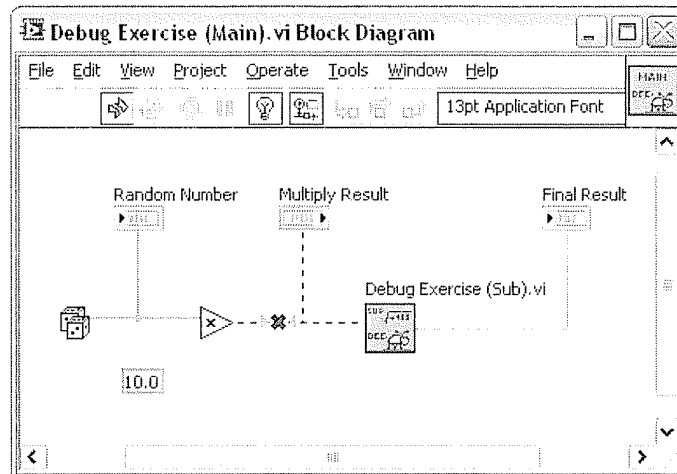 Debug Exercise (Main).vi Block Diagram
File Edit View Project Operate Tools Window Help
MAIN
13pt Application Font
Random Number Multiply Result Final Result
Debug Exercise (Sub).vi
10.0